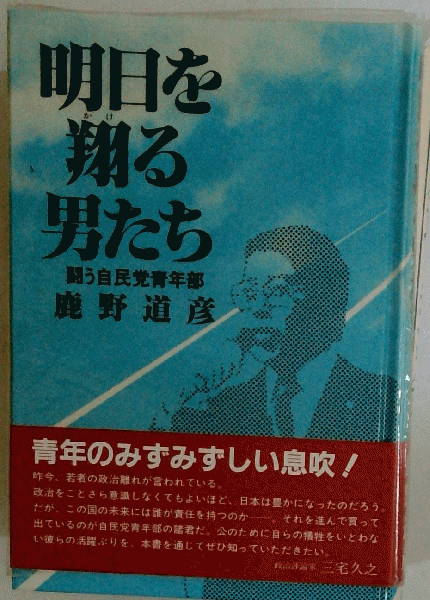 明日を
かけ
翔る
男たち
闘う自民党青年部
鹿野道彦
青年のみずみずしい息吹！
昨今、若者の政治離れが言われている。
政治をことさら意識しなくてもよいほど、日本は豊かになったのだろう。
だが、この国の未来には誰が責任を持つのか――。それを進んで買って
出ているのが自民党青年部の諸君だ。公のために自らの犠牲をいとわな
い彼らの活躍ぶりを、本書を通じてぜひ知っていただきたい。
政治評論家 三宅久之